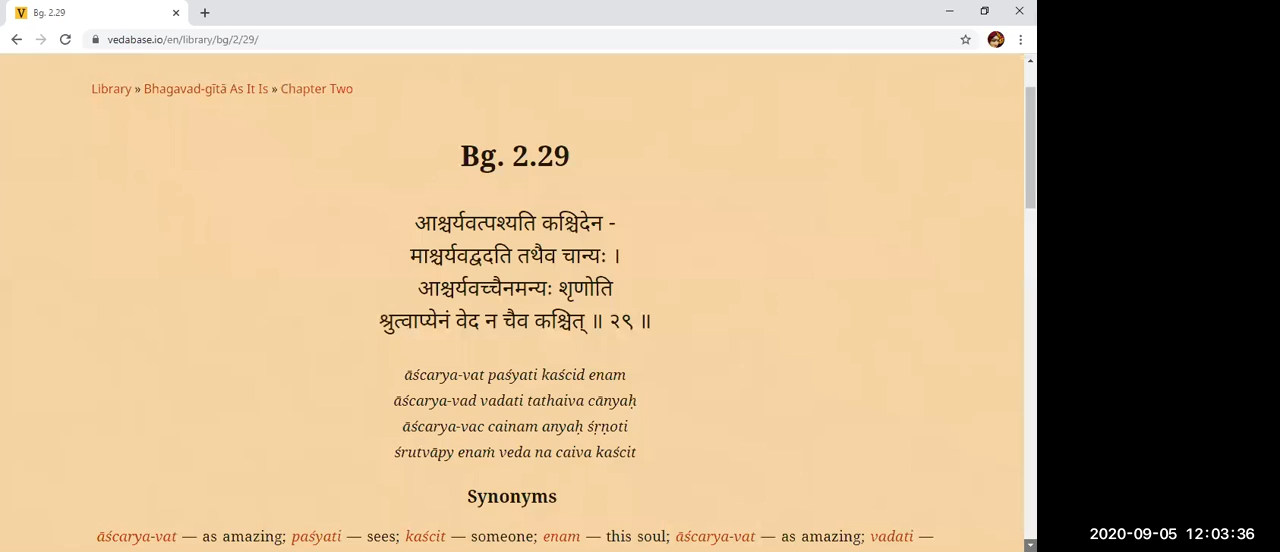 Bg. 2.29
vedabase.io/en/library/bg/2/29/
Library » Bhagavad-gītā As It Is » Chapter Two
Bg. 2.29
आश्चर्यवत्पश्यति कश्चिदेन -
माश्चर्यवद्वदति तथैव चान्यः ।
आश्चर्यवच्चैनमन्यः शृणोति
श्रुत्वाप्येनं वेद न चैव कश्चित् ॥ २९ ॥
āścarya-vat paśyati kaścid enam
āścarya-vad vadati tathaiva cānyaḥ
āścarya-vac cainam anyaḥ śṛṇoti
śrutvāpy enaṁ veda na caiva kaścit
Synonyms
āścarya-vat — as amazing; paśyati — sees; kaścit — someone; enam — this soul; āścarya-vat — as amazing; vadati —
2020-09-05 12:03:36